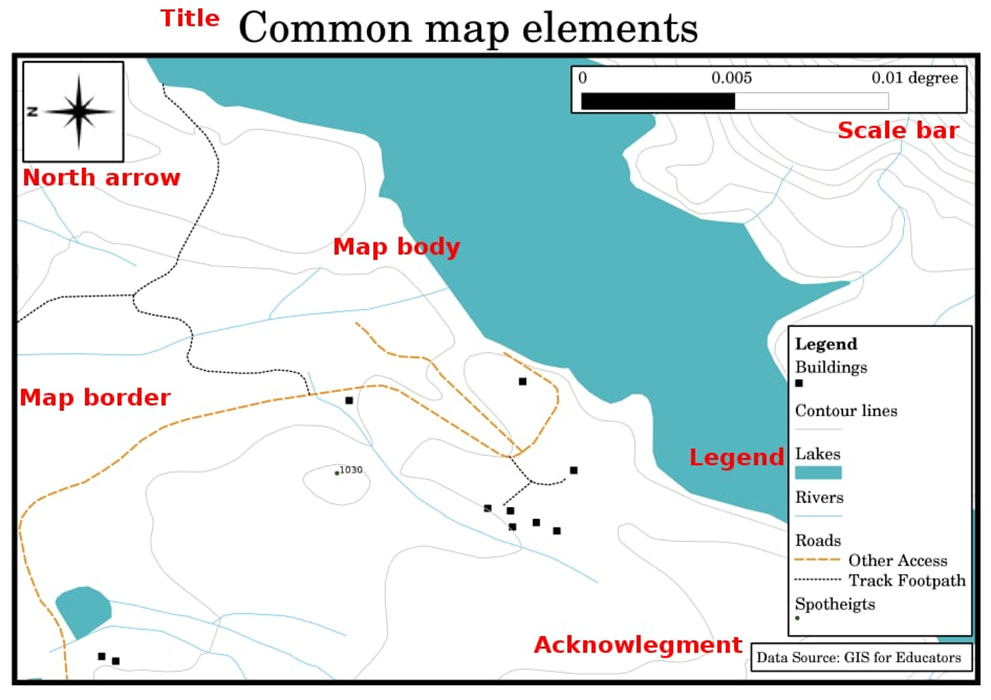 Title
Common map elements
0 0.005 0.01 degree
Scale bar
N
North arrow
Map body
Map border
1030
Legend
Legend
Buildings
Contour lines
Lakes
Rivers
Roads
Other Access
Track Footpath
Spotheigts
Acknowlegment
Data Source: GIS for Educators